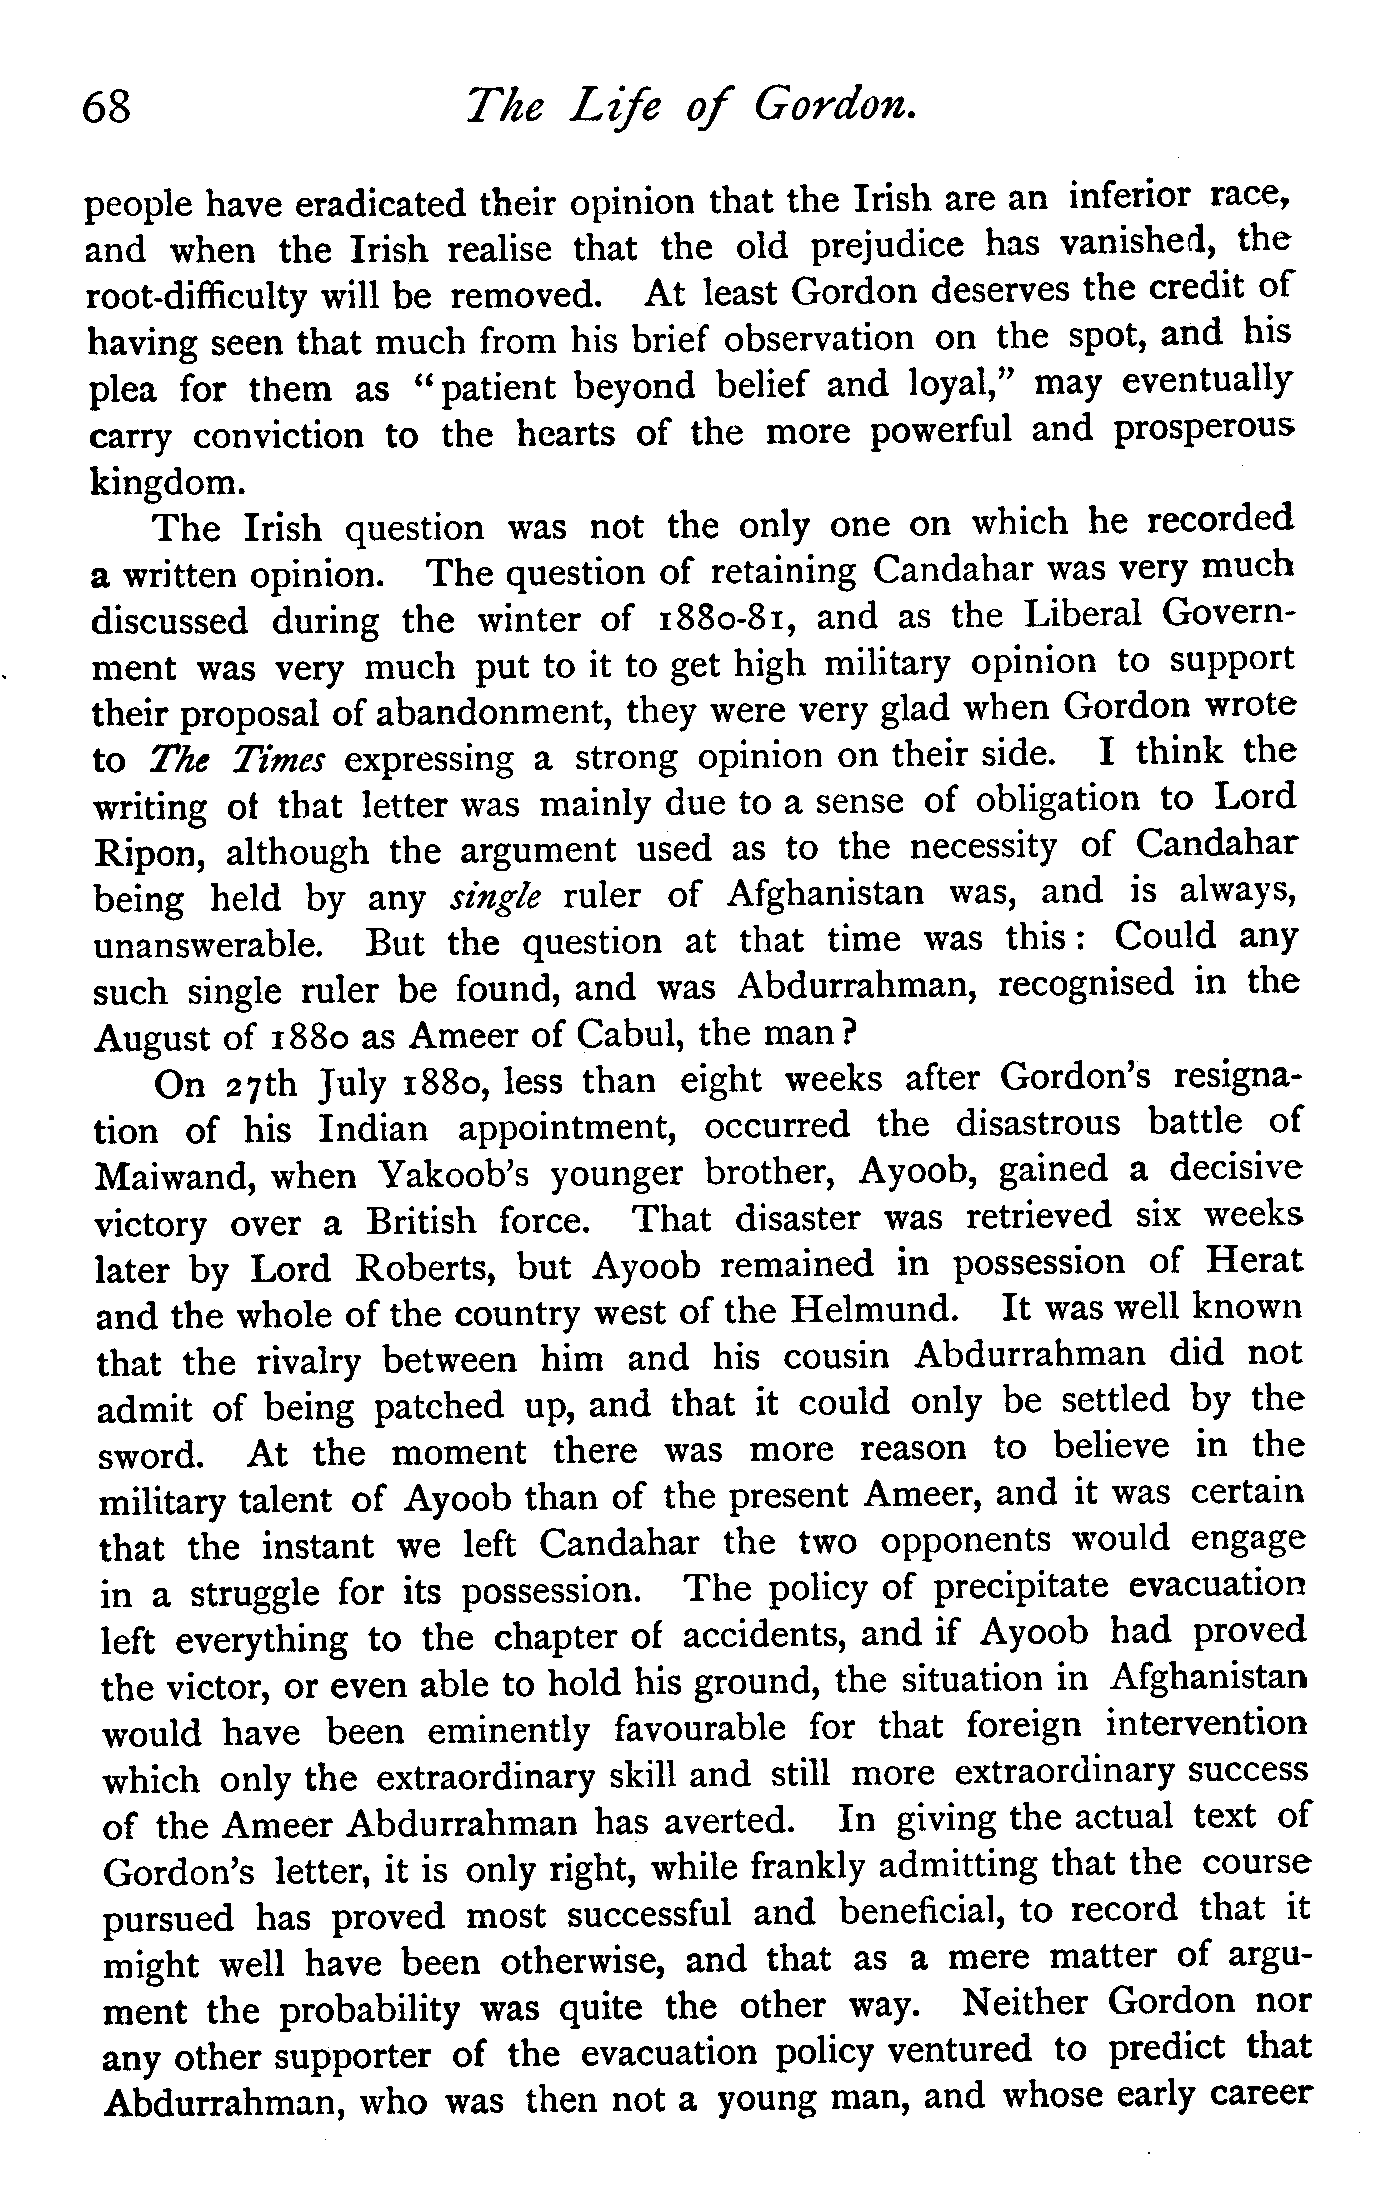 68 The Life of Gordon.
people have eradicated their opinion that the Irish are an inferior race,
and when the Irish realise that the old prejudice has vanished, the
root-difficulty will be removed. At least Gordon deserves the credit of
having seen that much from his brief observation on the spot, and his
plea for them as “patient beyond belief and loyal,” may eventually
carry conviction to the hearts of the more powerful and prosperous
kingdom.
The Irish question was not the only one on which he recorded
a written opinion. The question of retaining Candahar was very much
discussed during the winter of 1880-81, and as the Liberal Govern-
ment was very much put to it to get high military opinion to support
their proposal of abandonment, they were very glad when Gordon wrote
to The Times expressing a strong opinion on their side. I think the
writing of that letter was mainly due to a sense of obligation to Lord
Ripon, although the argument used as to the necessity of Candahar
being held by any single ruler of Afghanistan was, and is always,
unanswerable. But the question at that time was this: Could any
such single ruler be found, and was Abdurrahman, recognised in the
August of 1880 as Ameer of Cabul, the man?
On 27th July 1880, less than eight weeks after Gordon's resigna-
tion of his Indian appointment, occurred the disastrous battle of
Maiwand, when Yakoob's younger brother, Ayoob, gained a decisive
victory over a British force. That disaster was retrieved six weeks
later by Lord Roberts, but Ayoob remained in possession of Herat
and the whole of the country west of the Helmund. It was well known
that the rivalry between him and his cousin Abdurrahman did not
admit of being patched up, and that it could only be settled by the
sword. At the moment there was more reason to believe in the
military talent of Ayoob than of the present Ameer, and it was certain
that the instant we left Candahar the two opponents would engage
in a struggle for its possession. The policy of precipitate evacuation
left everything to the chapter of accidents, and if Ayoob had proved
the victor, or even able to hold his ground, the situation in Afghanistan
would have been eminently favourable for that foreign intervention
which only the extraordinary skill and still more extraordinary success
of the Ameer Abdurrahman has averted. In giving the actual text of
Gordon's letter, it is only right, while frankly admitting that the course
pursued has proved most successful and beneficial, to record that it
might well have been otherwise, and that as a mere matter of argu-
ment the probability was quite the other way. Neither Gordon nor
any other supporter of the evacuation policy ventured to predict that
Abdurrahman, who was then not a young man, and whose early career